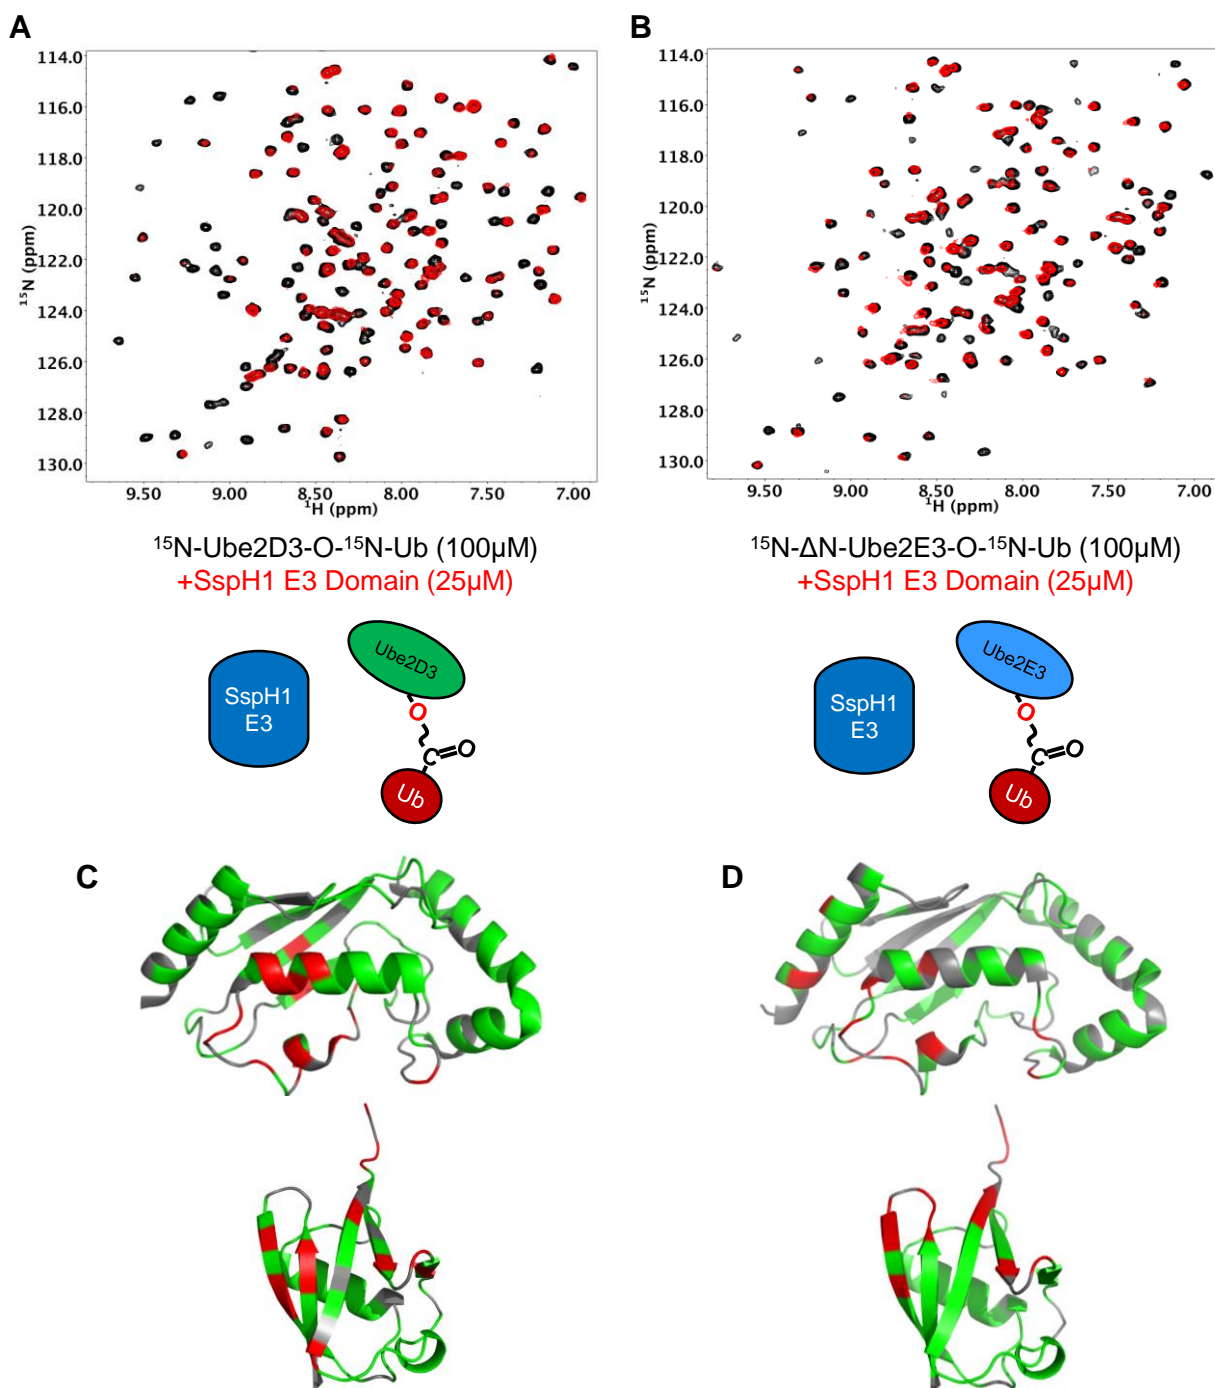 A
B
114.0
116.0
118.0
120.0
122.0
124.0
126.0
128.0
130.0
¹⁵N (ppm)
9.50
9.00
8.50
8.00
7.50
7.00
¹H (ppm)
114.0
116.0
118.0
120.0
122.0
124.0
126.0
128.0
130.0
¹⁵N (ppm)
9.50
9.00
8.50
8.00
7.50
7.00
¹H (ppm)
¹⁵N-Ube2D3-O-¹⁵N-Ub (100µM)
+SspH1 E3 Domain (25µM)
¹⁵N-ΔN-Ube2E3-O-¹⁵N-Ub (100µM)
+SspH1 E3 Domain (25µM)
SspH1
E3
Ube2D3
O
C
O
Ub
SspH1
E3
Ube2E3
O
C
O
Ub
C
D